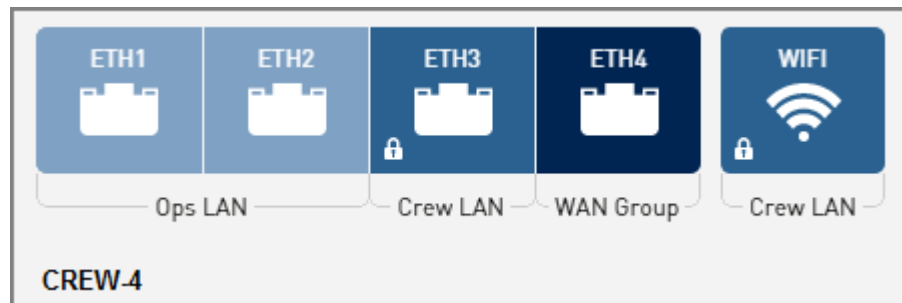 ETH1 ETH2 ETH3 ETH4 WIFI
Ops LAN Crew LAN WAN Group Crew LAN
CREW-4